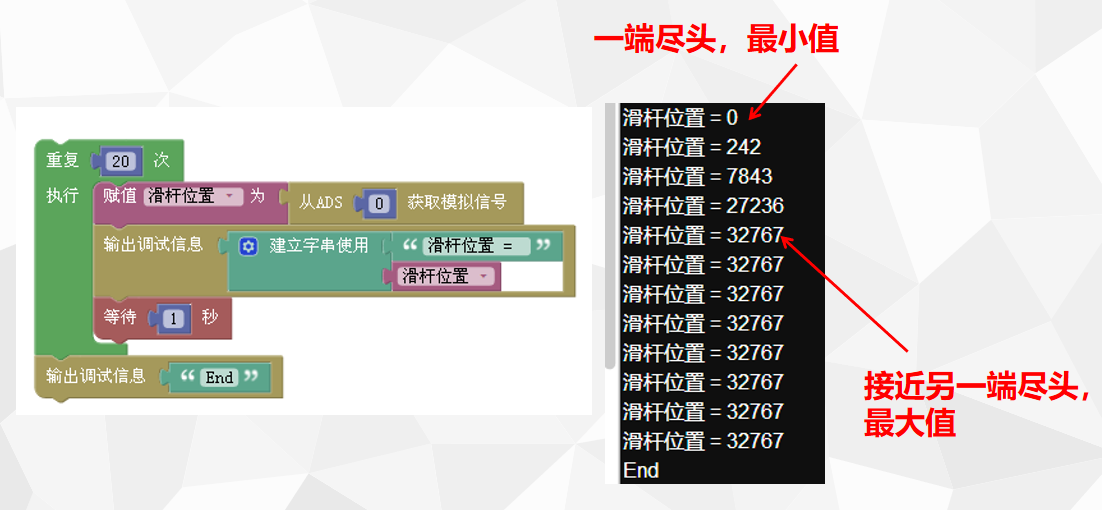 一端尽头，最小值
重复 20 次
执行 赋值 滑杆位置 为 从ADS 0 获取模拟信号
输出调试信息 建立字串使用 “ 滑杆位置 = ”
滑杆位置
等待 1 秒
输出调试信息 “ End ”
滑杆位置 = 0
滑杆位置 = 242
滑杆位置 = 7843
滑杆位置 = 27236
滑杆位置 = 32767
滑杆位置 = 32767
滑杆位置 = 32767
滑杆位置 = 32767
滑杆位置 = 32767
滑杆位置 = 32767
滑杆位置 = 32767
滑杆位置 = 32767
End
接近另一端尽头，
最大值